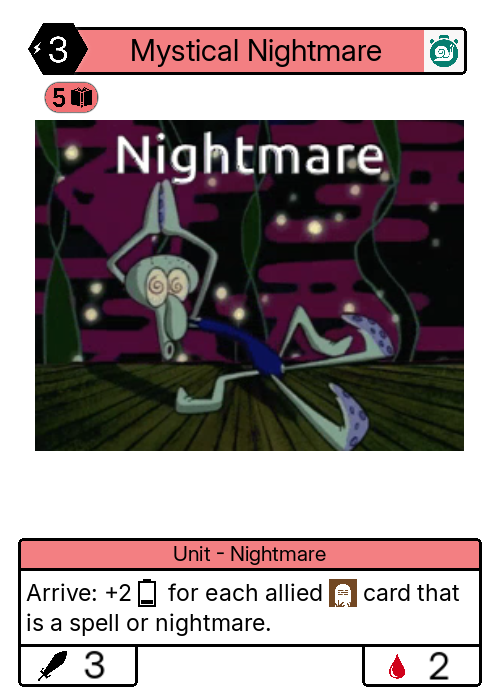 3
Mystical Nightmare
5
Nightmare
Unit - Nightmare
Arrive: +2 for each allied card that
is a spell or nightmare.
3
2